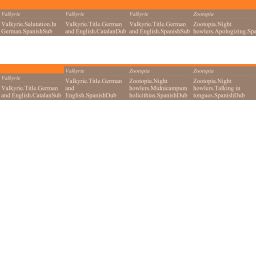 Valkyrie
Valkyrie.Salutation.In
German.SpanishSub
Valkyrie
Valkyrie.Title.German
and English.CatalanDub
Valkyrie
Valkyrie.Title.German
and English.SpanishSub
Zootopia
Zootopia.Night
howlers.Apologizing.Spa
Valkyrie
Valkyrie.Title.German
and English.CatalanSub
Valkyrie
Valkyrie.Title.German
and
English.SpanishDub
Zootopia
Zootopia.Night
howlers.Midnicampum
holicithias.SpanishDub
Zootopia
Zootopia.Night
howlers.Talking in
tongues.SpanishDub